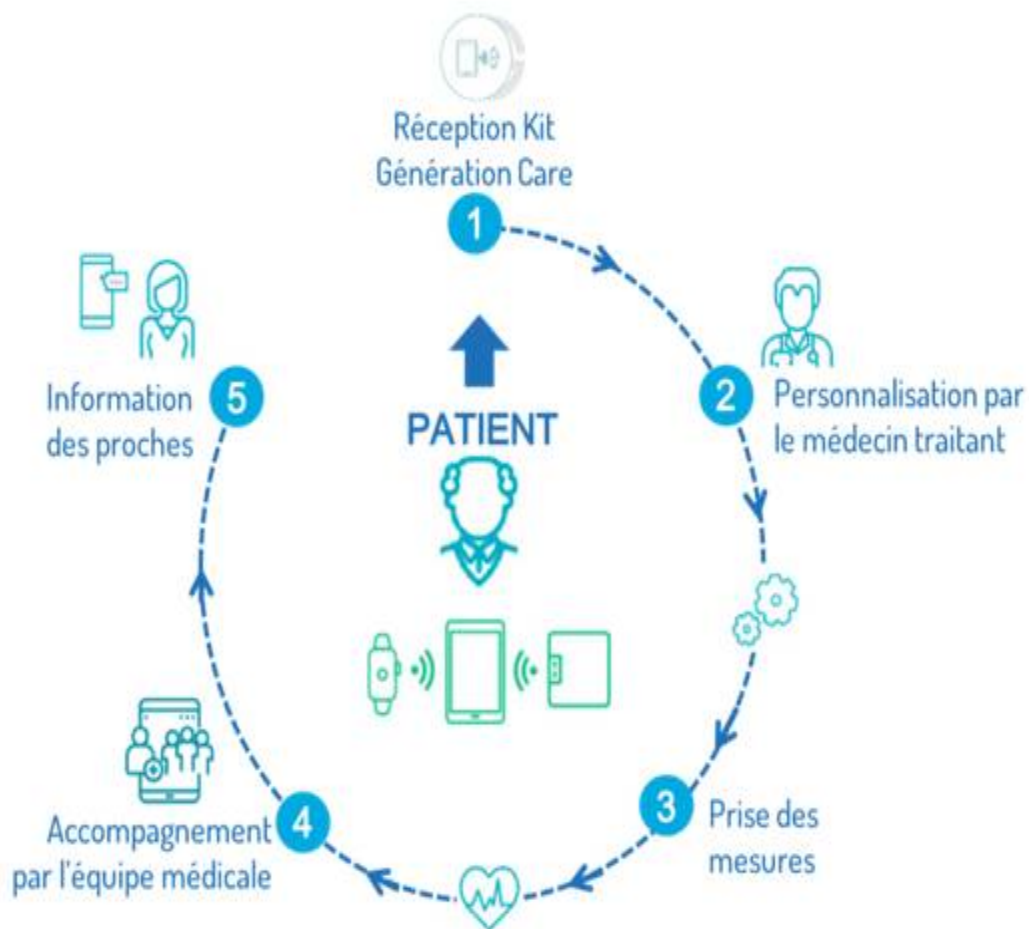 Réception Kit
Génération Care
1
2
Personnalisation par
le médecin traitant
3
Prise des
mesures
4
Accompagnement
par l'équipe médicale
5
Information
des proches
PATIENT